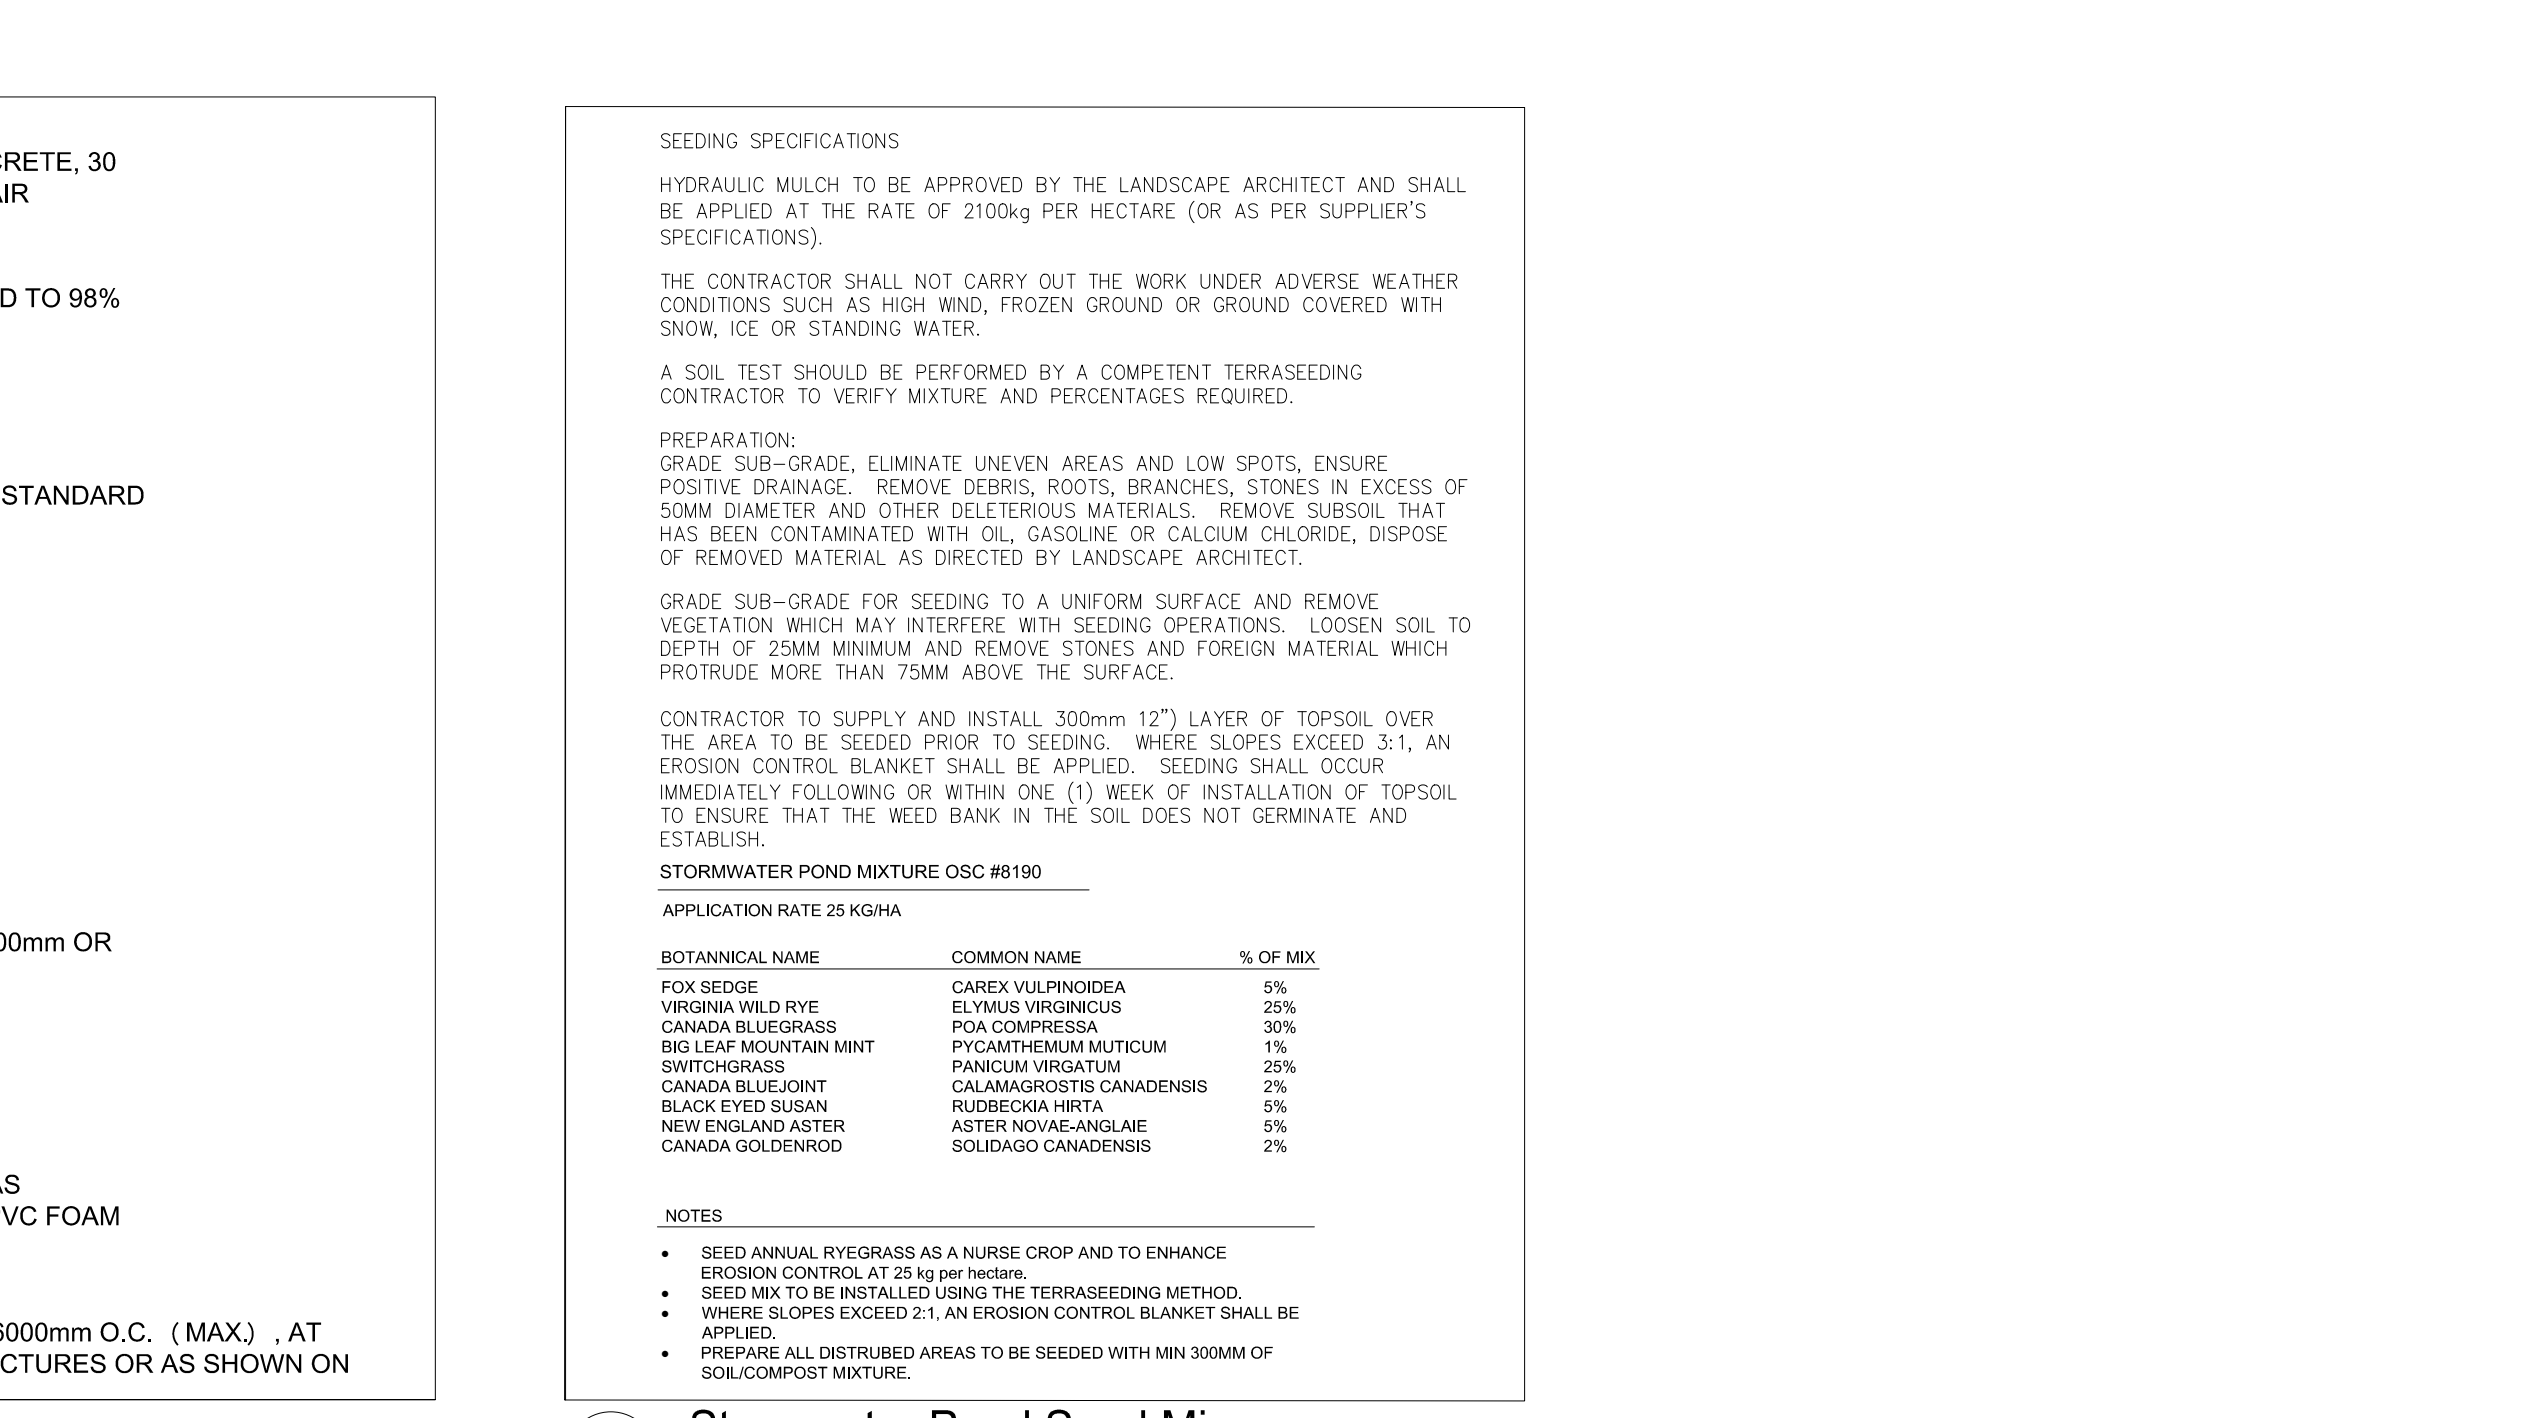 CRETE, 30
AIR
D TO 98%
STANDARD
00mm OR
AS
VC FOAM
6000mm O.C. (MAX.) , AT
CTURES OR AS SHOWN ON
SEEDING SPECIFICATIONS
HYDRAULIC MULCH TO BE APPROVED BY THE LANDSCAPE ARCHITECT AND SHALL
BE APPLIED AT THE RATE OF 2100kg PER HECTARE (OR AS PER SUPPLIER'S
SPECIFICATIONS).
THE CONTRACTOR SHALL NOT CARRY OUT THE WORK UNDER ADVERSE WEATHER
CONDITIONS SUCH AS HIGH WIND, FROZEN GROUND OR GROUND COVERED WITH
SNOW, ICE OR STANDING WATER.
A SOIL TEST SHOULD BE PERFORMED BY A COMPETENT TERRASEEDING
CONTRACTOR TO VERIFY MIXTURE AND PERCENTAGES REQUIRED.
PREPARATION:
GRADE SUB-GRADE, ELIMINATE UNEVEN AREAS AND LOW SPOTS, ENSURE
POSITIVE DRAINAGE. REMOVE DEBRIS, ROOTS, BRANCHES, STONES IN EXCESS OF
50MM DIAMETER AND OTHER DELETERIOUS MATERIALS. REMOVE SUBSOIL THAT
HAS BEEN CONTAMINATED WITH OIL, GASOLINE OR CALCIUM CHLORIDE, DISPOSE
OF REMOVED MATERIAL AS DIRECTED BY LANDSCAPE ARCHITECT.
GRADE SUB-GRADE FOR SEEDING TO A UNIFORM SURFACE AND REMOVE
VEGETATION WHICH MAY INTERFERE WITH SEEDING OPERATIONS. LOOSEN SOIL TO
DEPTH OF 25MM MINIMUM AND REMOVE STONES AND FOREIGN MATERIAL WHICH
PROTRUDE MORE THAN 75MM ABOVE THE SURFACE.
CONTRACTOR TO SUPPLY AND INSTALL 300mm 12") LAYER OF TOPSOIL OVER
THE AREA TO BE SEEDED PRIOR TO SEEDING. WHERE SLOPES EXCEED 3:1, AN
EROSION CONTROL BLANKET SHALL BE APPLIED. SEEDING SHALL OCCUR
IMMEDIATELY FOLLOWING OR WITHIN ONE (1) WEEK OF INSTALLATION OF TOPSOIL
TO ENSURE THAT THE WEED BANK IN THE SOIL DOES NOT GERMINATE AND
ESTABLISH.
STORMWATER POND MIXTURE OSC #8190
APPLICATION RATE 25 KG/HA
BOTANNICAL NAME COMMON NAME % OF MIX
FOX SEDGE CAREX VULPINOIDEA 5%
VIRGINIA WILD RYE ELYMUS VIRGINICUS 25%
CANADA BLUEGRASS POA COMPRESSA 30%
BIG LEAF MOUNTAIN MINT PYCAMTHEMUM MUTICUM 1%
SWITCHGRASS PANICUM VIRGATUM 25%
CANADA BLUEJOINT CALAMAGROSTIS CANADENSIS 2%
BLACK EYED SUSAN RUDBECKIA HIRTA 5%
NEW ENGLAND ASTER ASTER NOVAE-ANGLAIE 5%
CANADA GOLDENROD SOLIDAGO CANADENSIS 2%
NOTES
• SEED ANNUAL RYEGRASS AS A NURSE CROP AND TO ENHANCE
EROSION CONTROL AT 25 kg per hectare.
• SEED MIX TO BE INSTALLED USING THE TERRASEEDING METHOD.
• WHERE SLOPES EXCEED 2:1, AN EROSION CONTROL BLANKET SHALL BE
APPLIED.
• PREPARE ALL DISTRUBED AREAS TO BE SEEDED WITH MIN 300MM OF
SOIL/COMPOST MIXTURE.